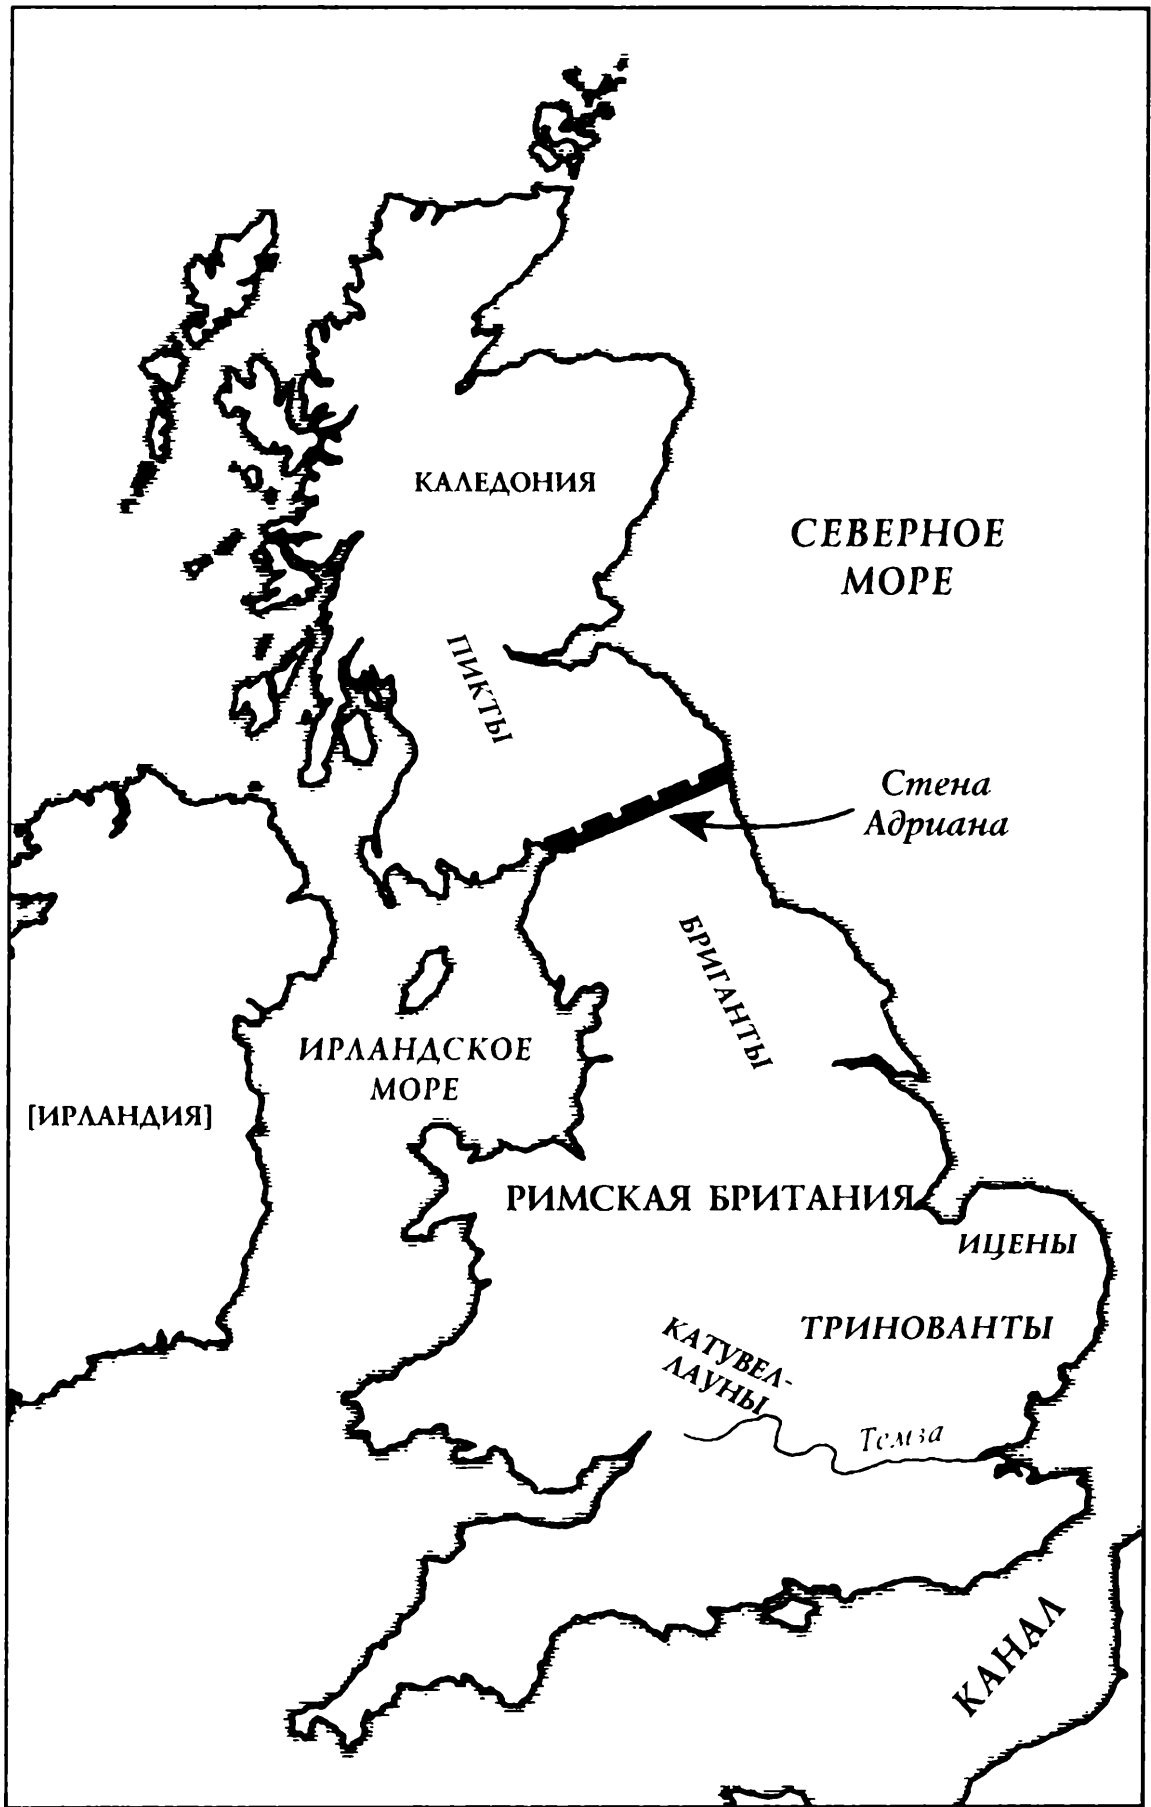 КАЛЕДОНИЯ
СЕВЕРНОЕ
МОРЕ
ПИКТЫ
Стена
Адриана
БРИГАНТЫ
ИРЛАНДСКОЕ
МОРЕ
[ИРЛАНДИЯ]
РИМСКАЯ БРИТАНИЯ
ИЦЕНЫ
ТРИНОВАНТЫ
КАТУВЕЛ-
ЛАУНЫ
Темза
КАНАЛ